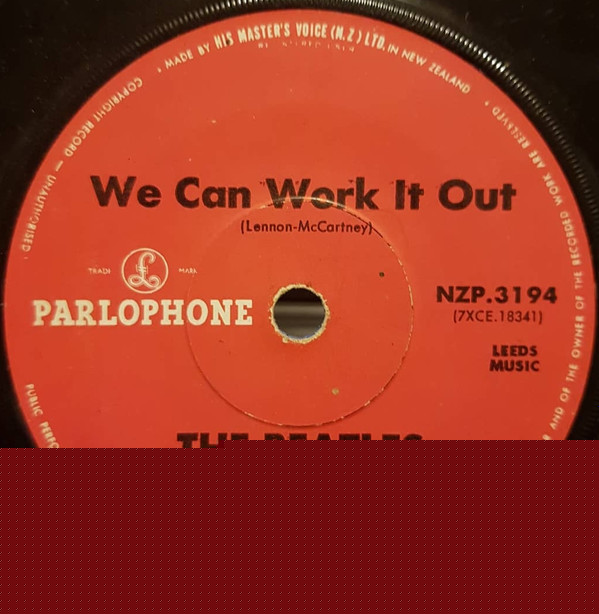 MADE BY HIS MASTER'S VOICE (N.Z.) LTD. IN NEW ZEALAND
COPYRIGHT RECORD — UNAUTHORISED
RESERVED
WORK ARE
OF THE RECORDED
AND OF THE OWNER
We Can Work It Out
(Lennon-McCartney)
TRADE MARK
£
PARLOPHONE
NZP.3194
(7XCE.18341)
LEEDS
MUSIC
PUBLIC
THE BEATLES